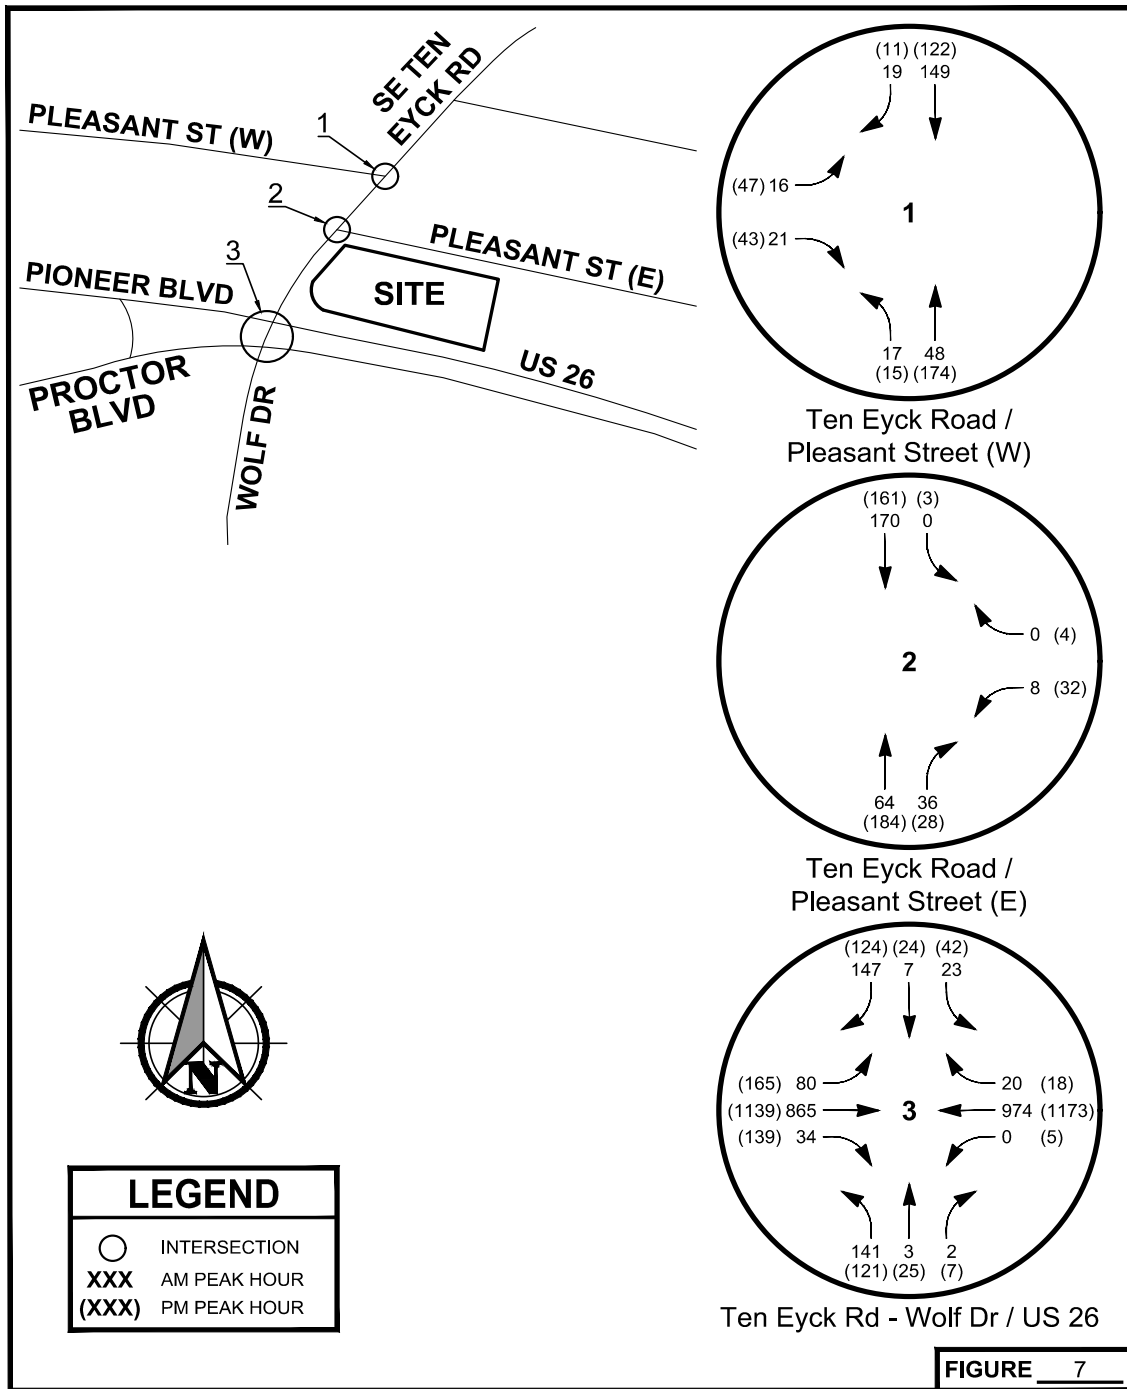 SE TEN
EYCK RD
PLEASANT ST (W)
1
2
PLEASANT ST (E)
3
PIONEER BLVD
SITE
US 26
PROCTOR
BLVD
WOLF DR
N
LEGEND
INTERSECTION
XXX AM PEAK HOUR
(XXX) PM PEAK HOUR
(11) (122)
19 149
(47) 16
1
(43) 21
17 48
(15) (174)
Ten Eyck Road /
Pleasant Street (W)
(161) (3)
170 0
0 (4)
2
8 (32)
64 36
(184) (28)
Ten Eyck Road /
Pleasant Street (E)
(124) (24) (42)
147 7 23
(165) 80 20 (18)
(1139) 865 3 974 (1173)
(139) 34 0 (5)
141 3 2
(121) (25) (7)
Ten Eyck Rd - Wolf Dr / US 26
FIGURE 7